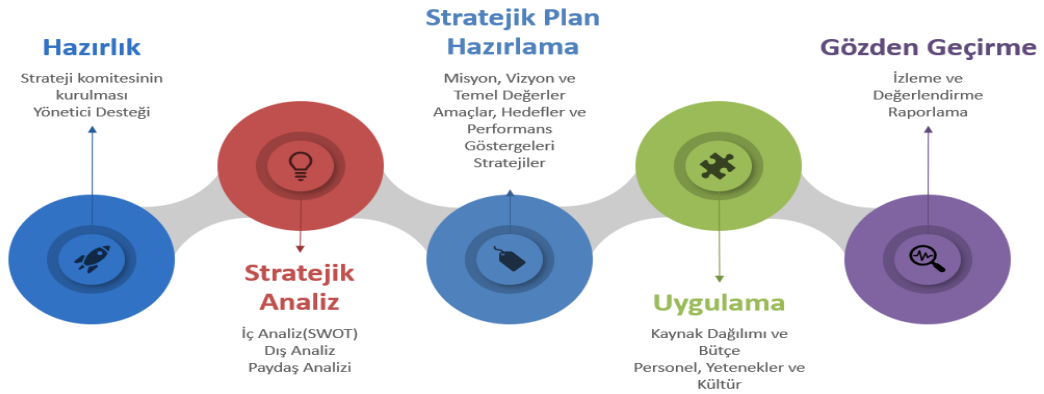 Hazırlık
Strateji komitesinin
kurulması
Yönetici Desteği
Stratejik
Analiz
İç Analiz(SWOT)
Dış Analiz
Paydaş Analizi
Stratejik Plan
Hazırlama
Misyon, Vizyon ve
Temel Değerler
Amaçlar, Hedefler ve
Performans
Göstergeleri
Stratejiler
Uygulama
Kaynak Dağılımı ve
Bütçe
Personel, Yetenekler ve
Kültür
Gözden Geçirme
İzleme ve
Değerlendirme
Raporlama